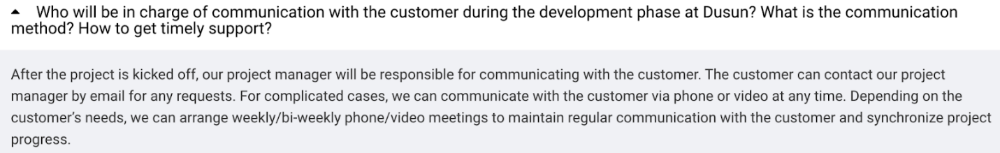 Who will be in charge of communication with the customer during the development phase at Dusun? What is the communication
method? How to get timely support?
After the project is kicked off, our project manager will be responsible for communicating with the customer. The customer can contact our project
manager by email for any requests. For complicated cases, we can communicate with the customer via phone or video at any time. Depending on the
customer’s needs, we can arrange weekly/bi-weekly phone/video meetings to maintain regular communication with the customer and synchronize project
progress.